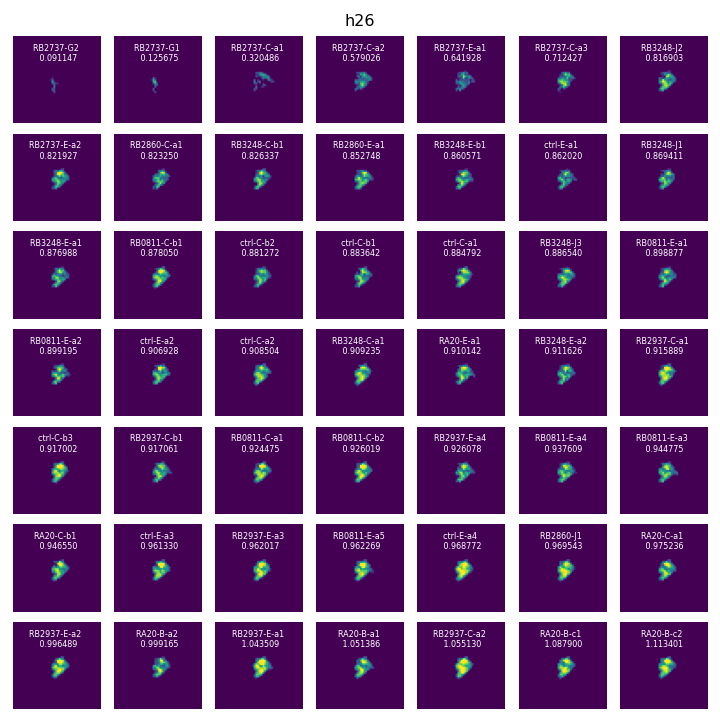 h26
RB2737-G2
0.091147
RB2737-G1
0.125675
RB2737-C-a1
0.320486
RB2737-C-a2
0.579026
RB2737-E-a1
0.641928
RB2737-C-a3
0.712427
RB3248-J2
0.816903
RB2737-E-a2
0.821927
RB2860-C-a1
0.823250
RB3248-C-b1
0.826337
RB2860-E-a1
0.852748
RB3248-E-b1
0.860571
ctrl-E-a1
0.862020
RB3248-J1
0.869411
RB3248-E-a1
0.876988
RB0811-C-b1
0.878050
ctrl-C-b2
0.881272
ctrl-C-b1
0.883642
ctrl-C-a1
0.884792
RB3248-J3
0.886540
RB0811-E-a1
0.898877
RB0811-E-a2
0.899195
ctrl-E-a2
0.906928
ctrl-C-a2
0.908504
RB3248-C-a1
0.909235
RA20-E-a1
0.910142
RB3248-E-a2
0.911626
RB2937-C-a1
0.915889
ctrl-C-b3
0.917002
RB2937-C-b1
0.917061
RB0811-C-a1
0.924475
RB0811-C-b2
0.926019
RB2937-E-a4
0.926078
RB0811-E-a4
0.937609
RB0811-E-a3
0.944775
RA20-C-b1
0.946550
ctrl-E-a3
0.961330
RB2937-E-a3
0.962017
RB0811-E-a5
0.962269
ctrl-E-a4
0.968772
RB2860-J1
0.969543
RA20-C-a1
0.975236
RB2937-E-a2
0.996489
RA20-B-a2
0.999165
RB2937-E-a1
1.043509
RA20-B-a1
1.051386
RB2937-C-a2
1.055130
RA20-B-c1
1.087900
RA20-B-c2
1.113401